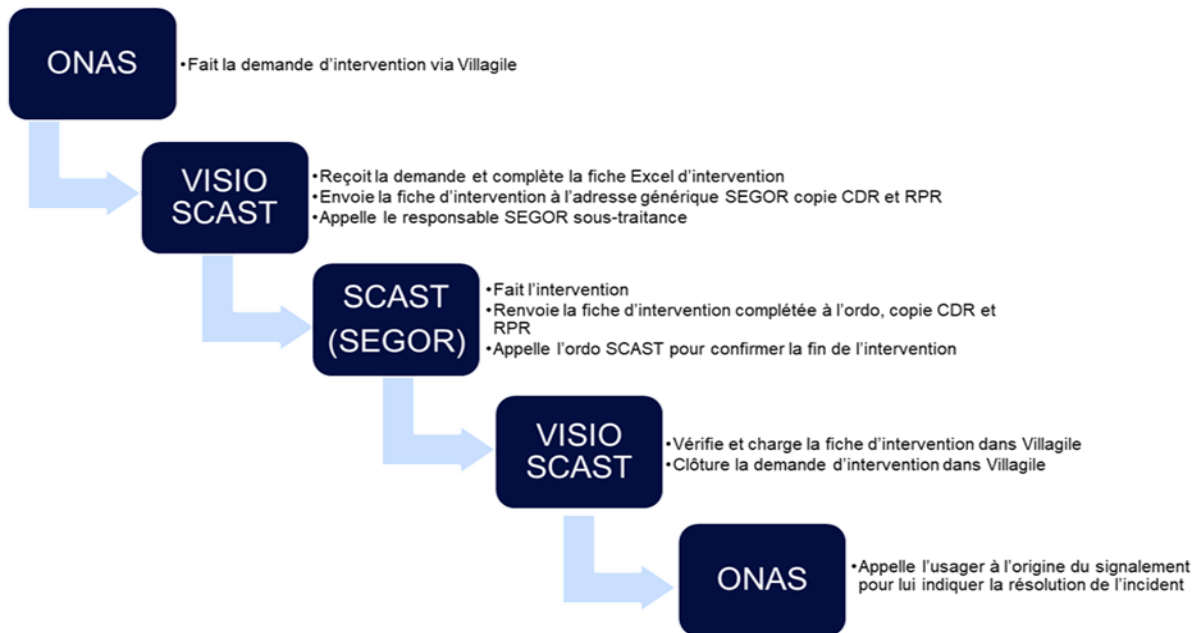 ONAS
•Fait la demande d'intervention via Villagile
VISIO
SCAST
•Reçoit la demande et complète la fiche Excel d'intervention
•Envoie la fiche d'intervention à l'adresse générique SEGOR copie CDR et RPR
•Appelle le responsable SEGOR sous-traitance
SCAST
(SEGOR)
•Fait l'intervention
•Renvoie la fiche d'intervention complétée à l'ordo, copie CDR et
RPR
•Appelle l'ordo SCAST pour confirmer la fin de l'intervention
VISIO
SCAST
•Vérifie et charge la fiche d'intervention dans Villagile
•Clôture la demande d'intervention dans Villagile
ONAS
•Appelle l'usager à l'origine du signalement
pour lui indiquer la résolution de l'incident